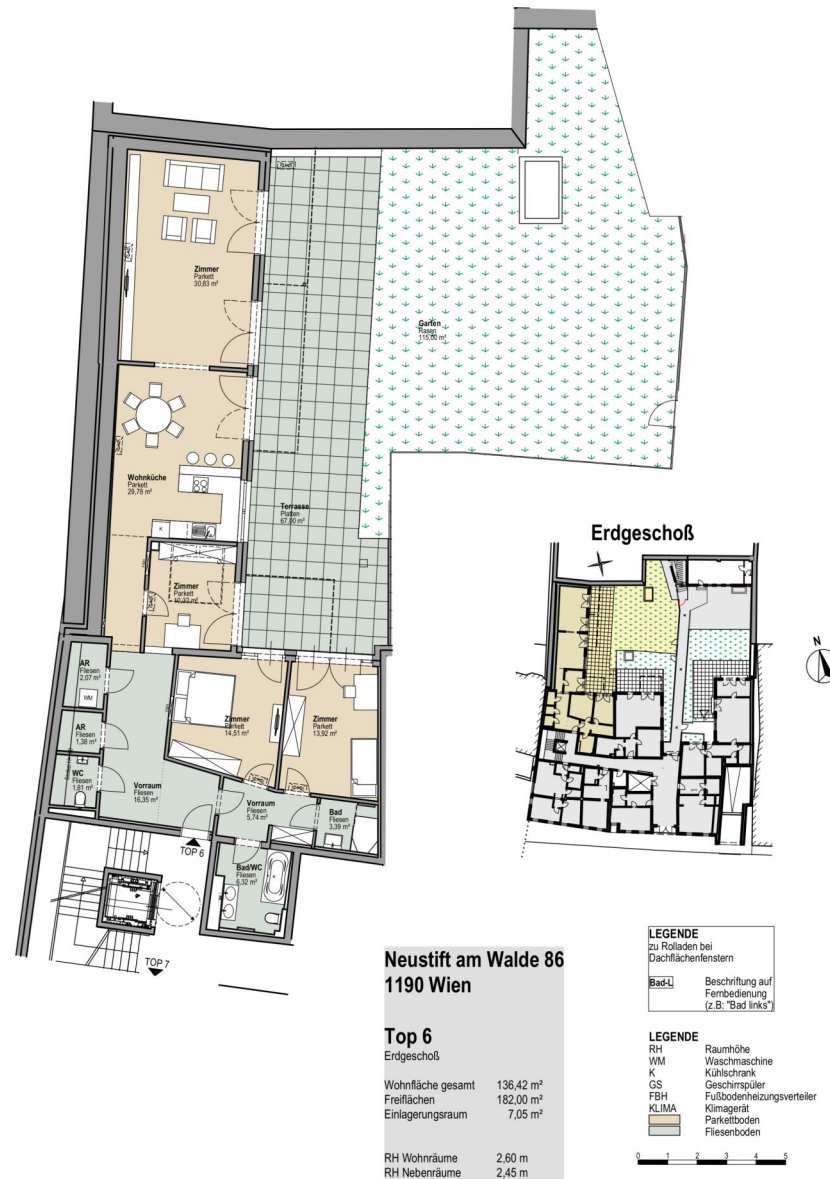 Zimmer
Parkett
30,83 m²
Garten
Rasen
115,00 m²
Wohnküche
Parkett
29,78 m²
K
Terrasse
Platten
67,00 m²
Zimmer
Parkett
AR
Fliesen
2,07 m²
WM
AR
Fliesen
1,38 m²
WC
Fliesen
1,81 m²
Vorraum
Fliesen
16,35 m²
Zimmer
Parkett
14,51 m²
Zimmer
Parkett
13,92 m²
Vorraum
Fliesen
5,74 m²
Bad
Fliesen
3,39 m²
Bad/WC
Fliesen
6,32 m²
TOP 6
TOP 7
Erdgeschoß
N
Neustift am Walde 86
1190 Wien
Top 6
Erdgeschoß
Wohnfläche gesamt 136,42 m²
Freiflächen 182,00 m²
Einlagerungsraum 7,05 m²
RH Wohnräume 2,60 m
RH Nebenräume 2,45 m
LEGENDE
zu Rolladen bei
Dachflächenfenstern
Bad-L Beschriftung auf
Fernbedienung
(z.B: "Bad links")
LEGENDE
RH Raumhöhe
WM Waschmaschine
K Kühlschrank
GS Geschirrspüler
FBH Fußbodenheizungsverteiler
KLIMA Klimagerät
Parkettboden
Fliesenboden
0 1 2 3 4 5